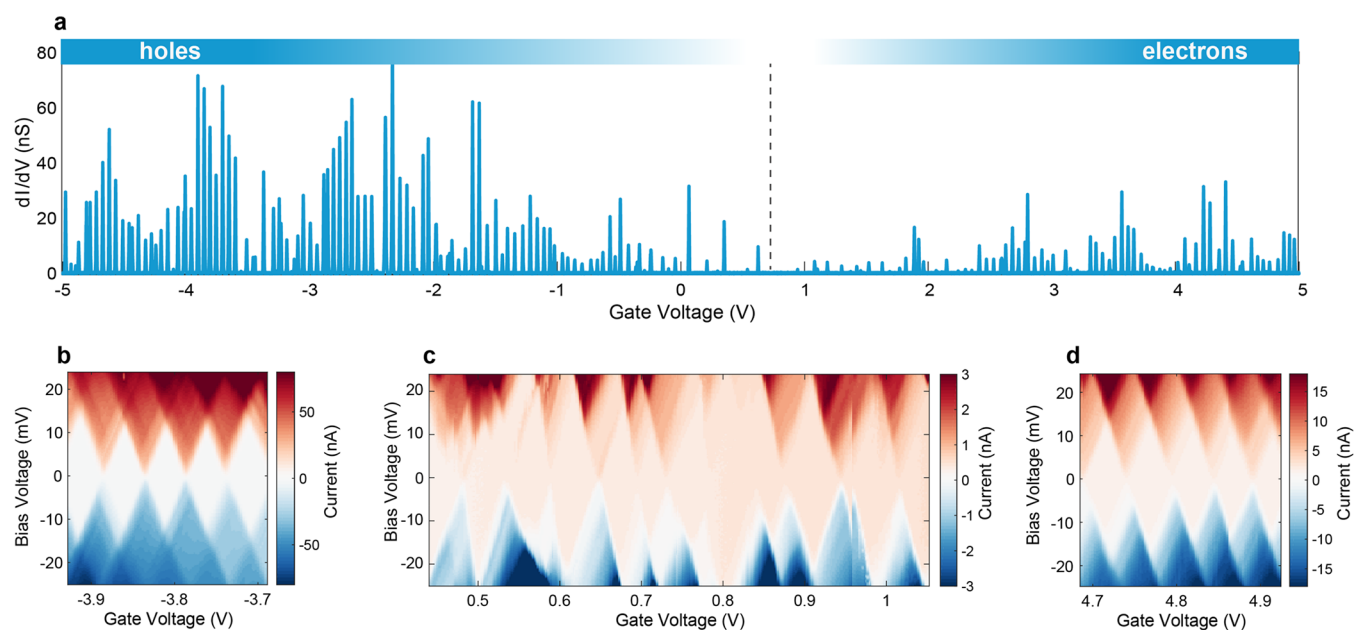 a
holes
electrons
80
60
40
20
0
dI/dV (nS)
-5 -4 -3 -2 -1 0 1 2 3 4 5
Gate Voltage (V)
b
20
10
0
-10
-20
Bias Voltage (mV)
-3.9 -3.8 -3.7
Gate Voltage (V)
50
-50
Current (nA)
c
20
10
0
-10
-20
Bias Voltage (mV)
0.5 0.6 0.7 0.8 0.9 1
Gate Voltage (V)
3
2
1
0
-1
-2
-3
Current (nA)
d
20
10
0
-10
-20
Bias Voltage (mV)
4.7 4.8 4.9
Gate Voltage (V)
15
10
5
0
-5
-10
-15
Current (nA)